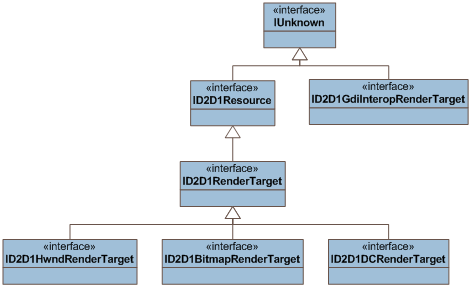 «interface»
IUnknown
«interface»
ID2D1Resource
«interface»
ID2D1GdiInteropRenderTarget
«interface»
ID2D1RenderTarget
«interface»
ID2D1HwndRenderTarget
«interface»
ID2D1BitmapRenderTarget
«interface»
ID2D1DCRenderTarget